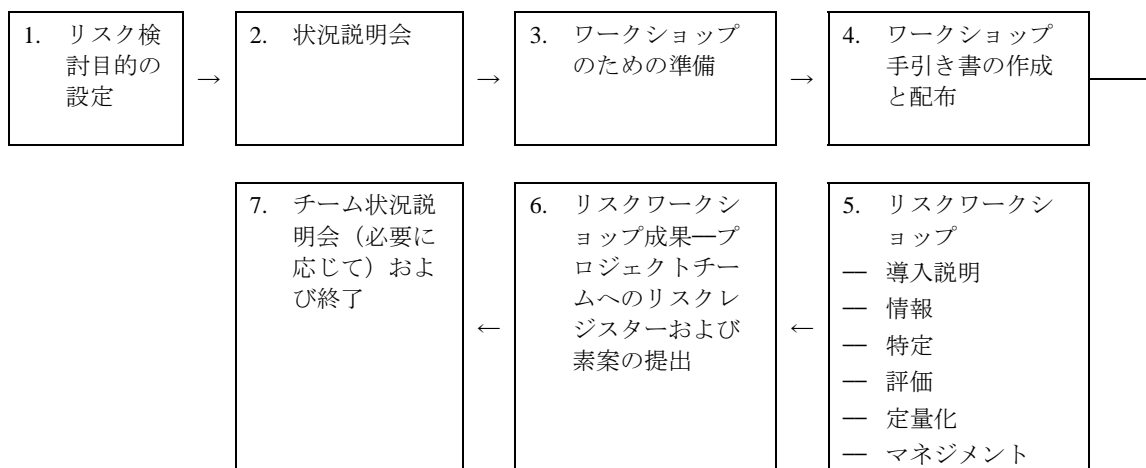 1. リスク検
討目的の
設定
→
2. 状況説明会
→
3. ワークショップ
のための準備
→
4. ワークショップ
手引き書の作成
と配布
5. リスクワークシ
ョップ
— 導入説明
— 情報
— 特定
— 評価
— 定量化
— マネジメント
←
6. リスクワークシ
ョップ成果—プ
ロジェクトチー
ムへのリスクレ
ジスターおよび
素案の提出
←
7. チーム状況説
明会（必要に
応じて）およ
び終了